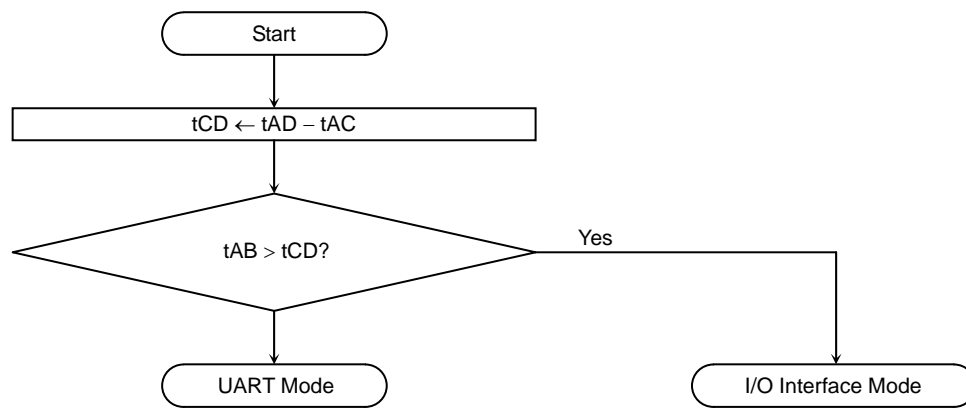 Start
tCD ← tAD − tAC
tAB > tCD?
Yes
UART Mode
I/O Interface Mode